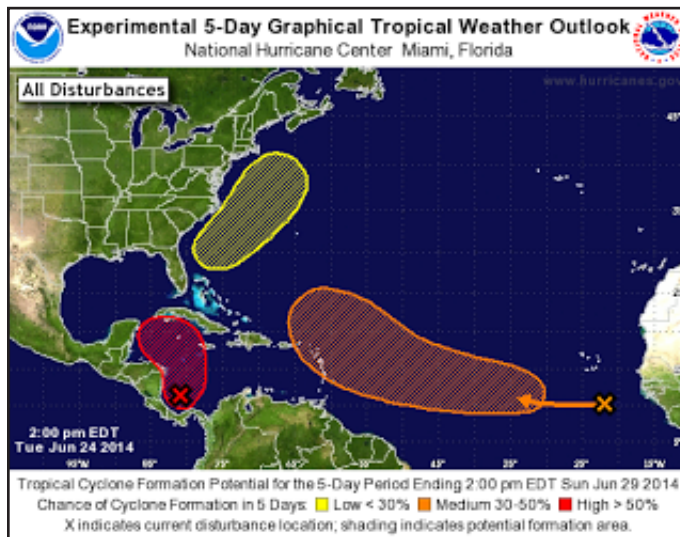 Experimental 5-Day Graphical Tropical Weather Outlook
National Hurricane Center Miami, Florida
www.hurricanes.gov
All Disturbances
2:00 pm EDT
Tue Jun 24 2014
Tropical Cyclone Formation Potential for the 5-Day Period Ending 2:00 pm EDT Sun Jun 29 2014
Chance of Cyclone Formation in 5 Days: Low < 30% Medium 30-50% High > 50%
X indicates current disturbance location; shading indicates potential formation area.